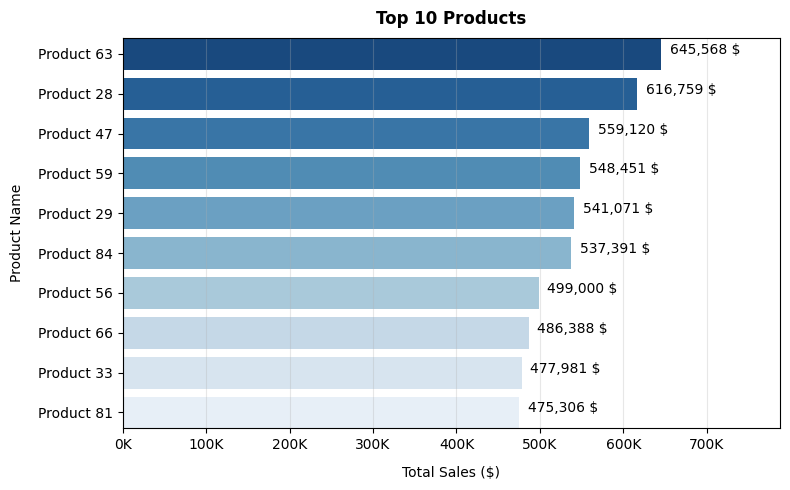 Top 10 Products
Product Name
Product 63 645,568 $
Product 28 616,759 $
Product 47 559,120 $
Product 59 548,451 $
Product 29 541,071 $
Product 84 537,391 $
Product 56 499,000 $
Product 66 486,388 $
Product 33 477,981 $
Product 81 475,306 $
0K 100K 200K 300K 400K 500K 600K 700K
Total Sales ($)